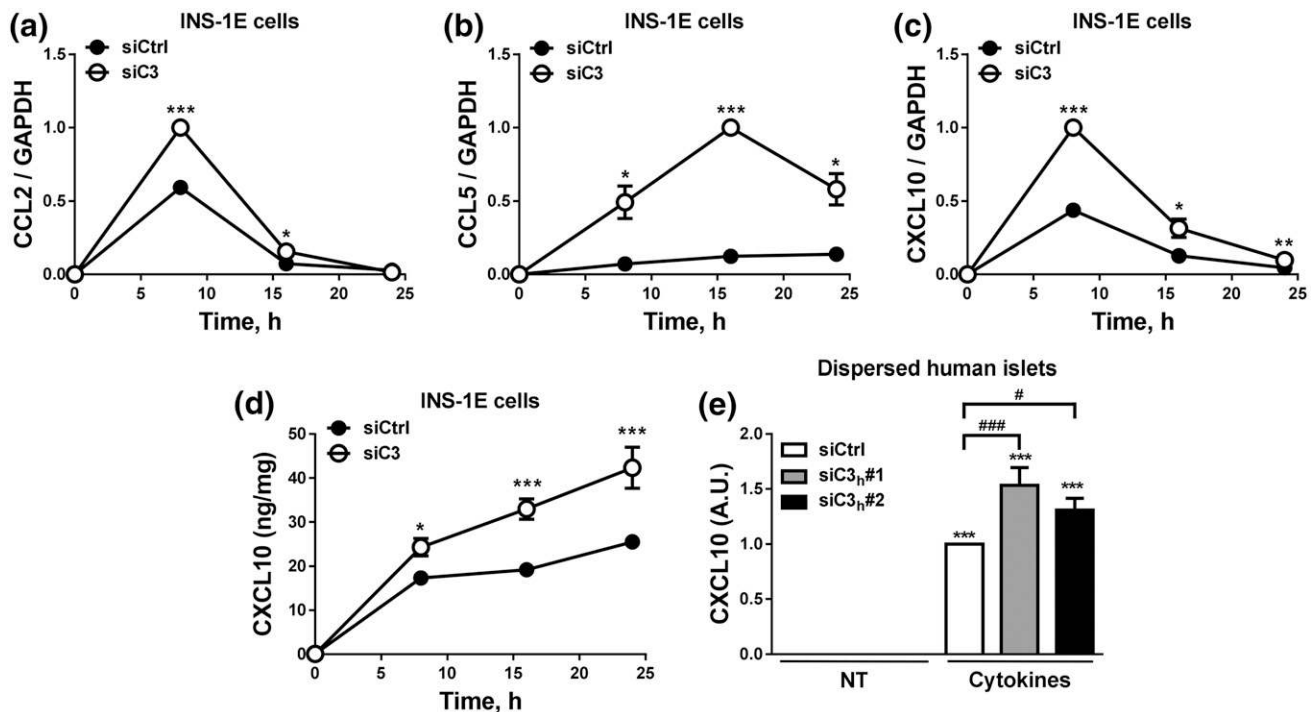 (a) INS-1E cells
siCtrl
siC3
CCL2 / GAPDH
1.5
1.0
0.5
0.0
***
*
0 5 10 15 20 25
Time, h
(b) INS-1E cells
siCtrl
siC3
CCL5 / GAPDH
1.5
1.0
0.5
0.0
*
***
*
0 5 10 15 20 25
Time, h
(c) INS-1E cells
siCtrl
siC3
CXCL10 / GAPDH
1.5
1.0
0.5
0.0
***
*
**
0 5 10 15 20 25
Time, h
(d) INS-1E cells
siCtrl
siC3
CXCL10 (ng/mg)
50
40
30
20
10
0
*
***
***
0 5 10 15 20 25
Time, h
Dispersed human islets
(e)
siCtrl
siC3h#1
siC3h#2
CXCL10 (A.U.)
2.0
1.5
1.0
0.5
0.0
#
###
***
***
***
NT Cytokines